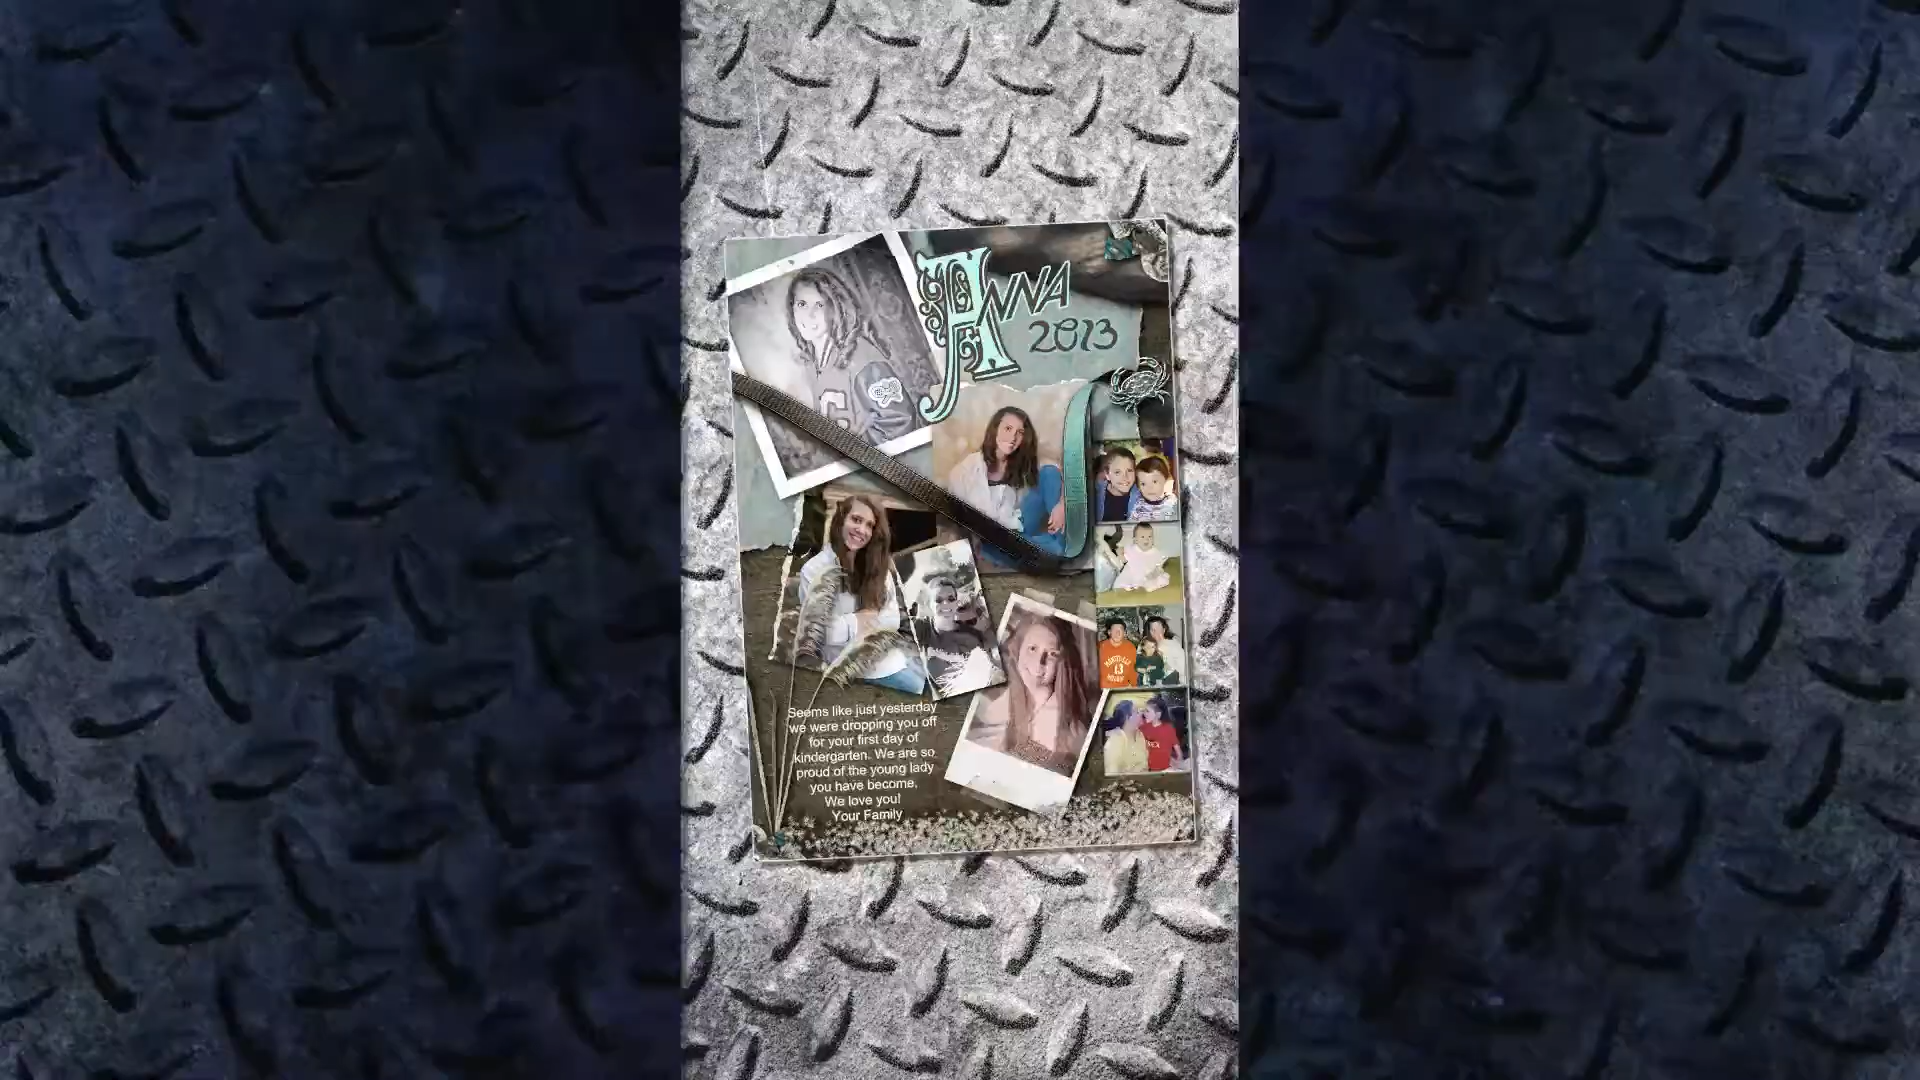 ANNA
2013
Seems like just yesterday
we were dropping you off
for your first day of
kindergarten. We are so
proud of the young lady
you have become.
We love you!
Your Family